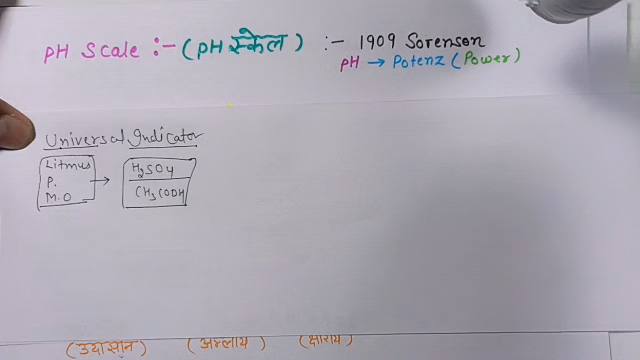 pH Scale :- (pH स्केल) :- 1909 Sorenson
pH → Potenz (Power)
Universal Indicator
Litmus
P.
M.O
→
H₂SO₄
CH₃COOH
(उदासीन) (अम्लीय) (क्षारीय)